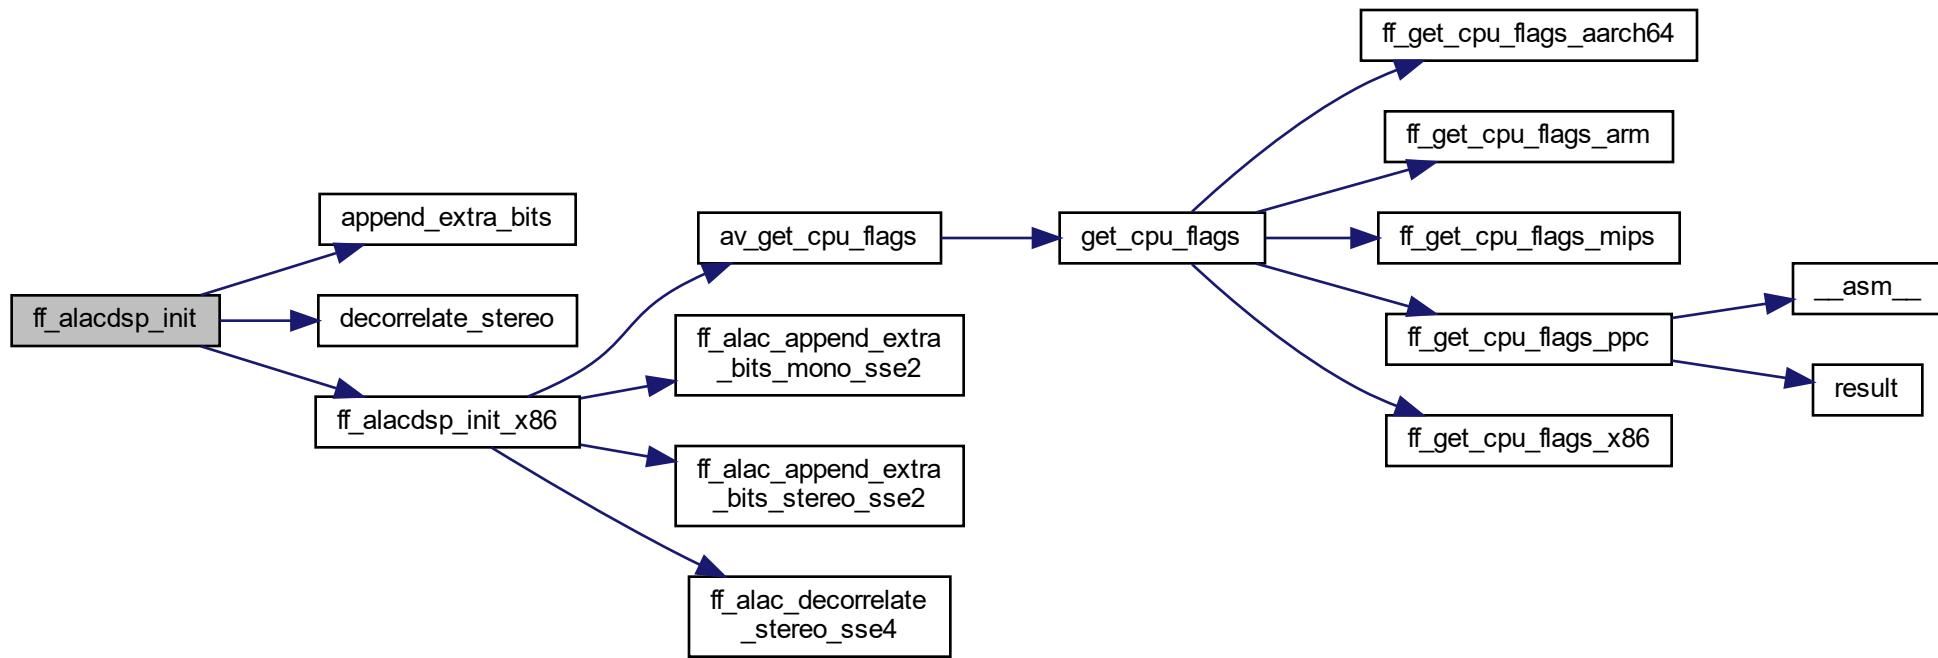 ff_alacdsp_init
append_extra_bits
decorrelate_stereo
ff_alacdsp_init_x86
av_get_cpu_flags
ff_alac_append_extra
_bits_mono_sse2
ff_alac_append_extra
_bits_stereo_sse2
ff_alac_decorrelate
_stereo_sse4
get_cpu_flags
ff_get_cpu_flags_aarch64
ff_get_cpu_flags_arm
ff_get_cpu_flags_mips
ff_get_cpu_flags_ppc
ff_get_cpu_flags_x86
__asm__
result